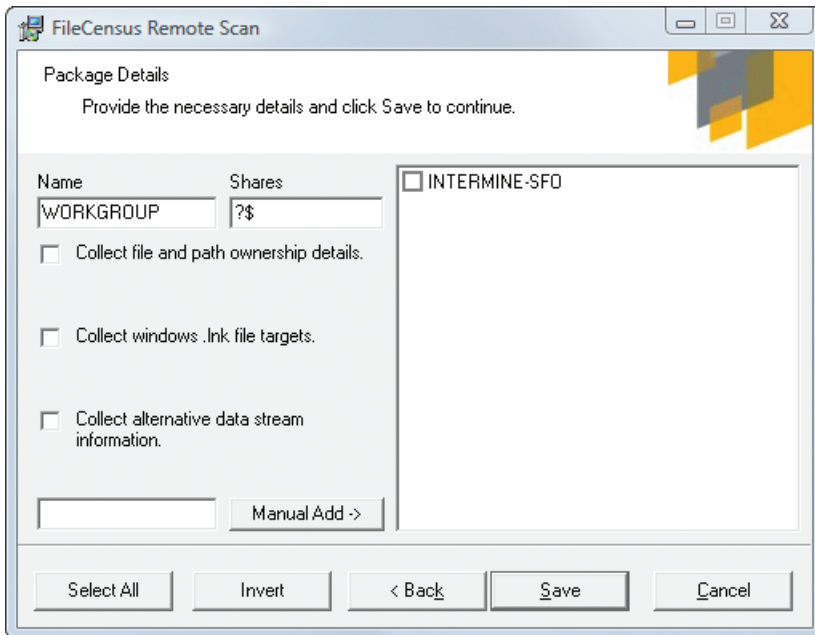 FileCensus Remote Scan
Package Details
Provide the necessary details and click Save to continue.
Name
Shares
WORKGROUP
?$
Collect file and path ownership details.
Collect windows .lnk file targets.
Collect alternative data stream
information.
Manual Add ->
INTERMINE-SFO
Select All
Invert
< Back
Save
Cancel